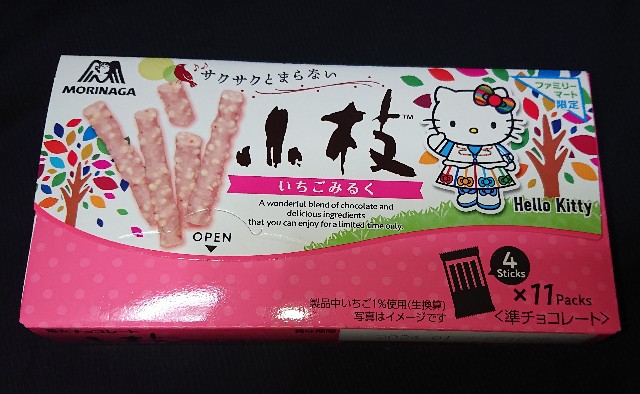 MORINAGA
サクサクとまらない
小枝™
いちごみるく
A wonderful blend of chocolate and
delicious ingredients
that you can enjoy for a limited time only.
OPEN
ファミリー
マート
限定
Hello Kitty
4
Sticks
×11 Packs
〈準チョコレート〉
製品中いちご1%使用(生換算)
写真はイメージです